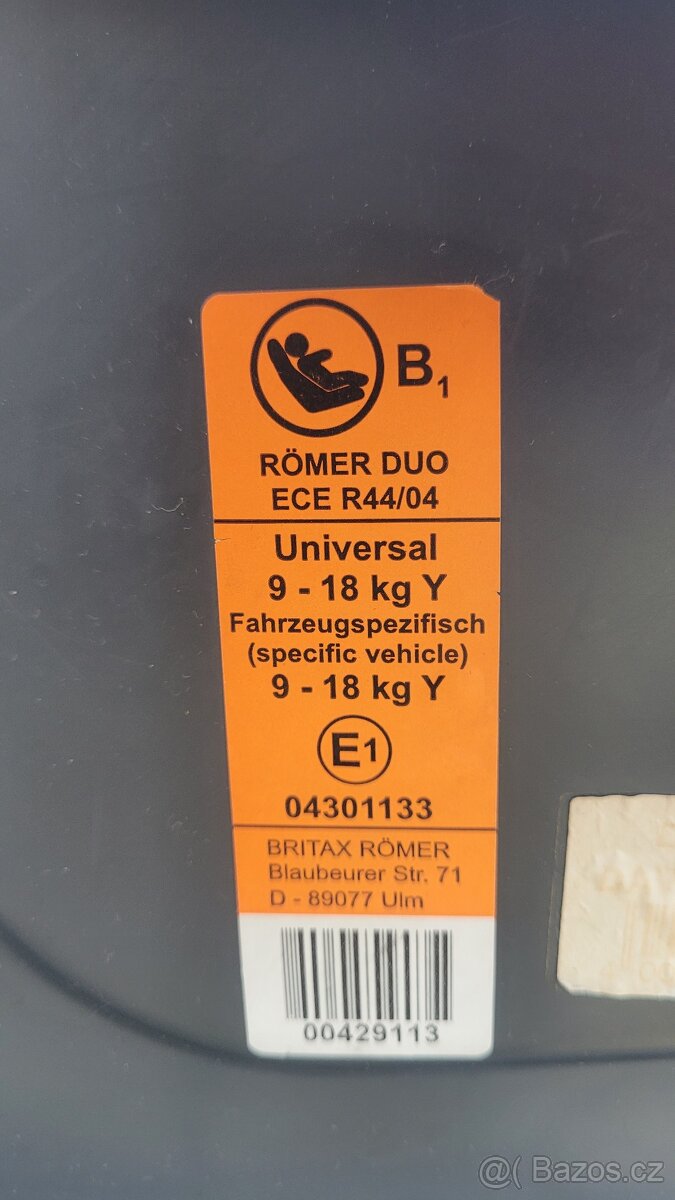 B1
RÖMER DUO
ECE R44/04
Universal
9 - 18 kg Y
Fahrzeugspezifisch
(specific vehicle)
9 - 18 kg Y
E1
04301133
BRITAX RÖMER
Blaubeurer Str. 71
D - 89077 Ulm
00429113
@( Bazoš.cz